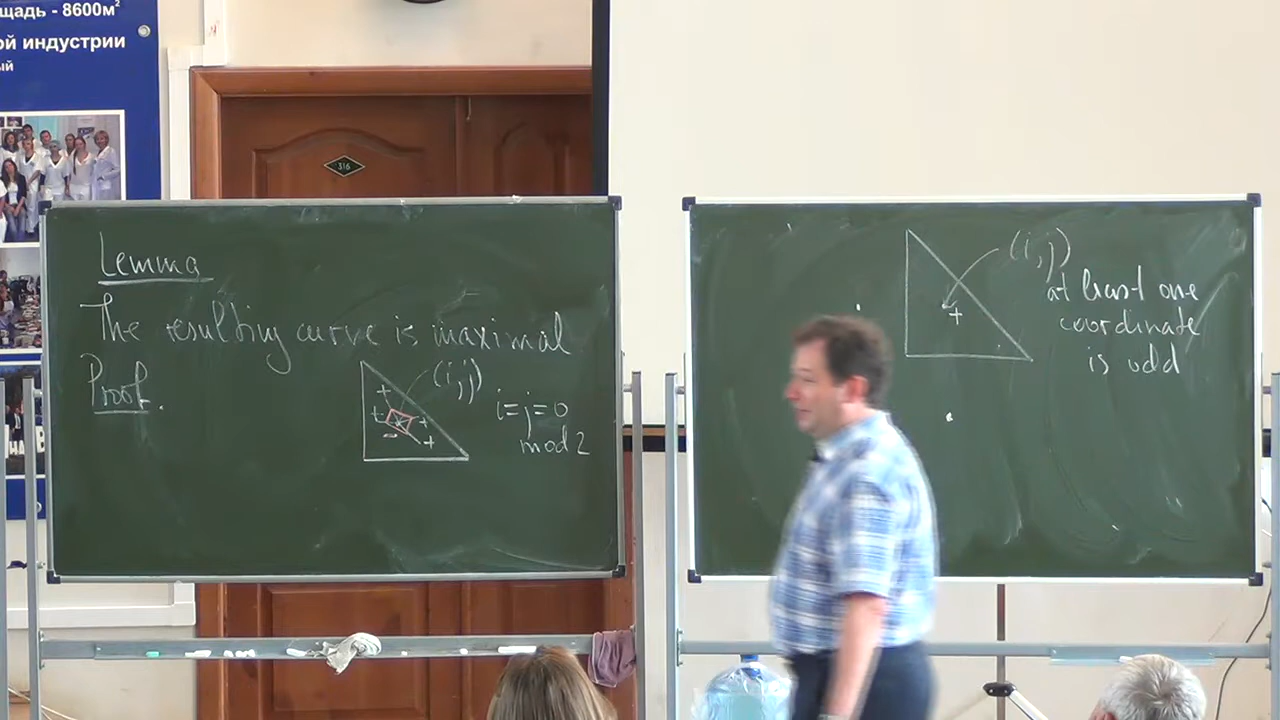 щадь - 8600м²
ой индустрии
ый
316
Lemma
The resulting curve is maximal
Proof.
(i,j)
i=j=0
mod 2
+
+
+
+
-
(i,j)
at least one
coordinate
is odd
+